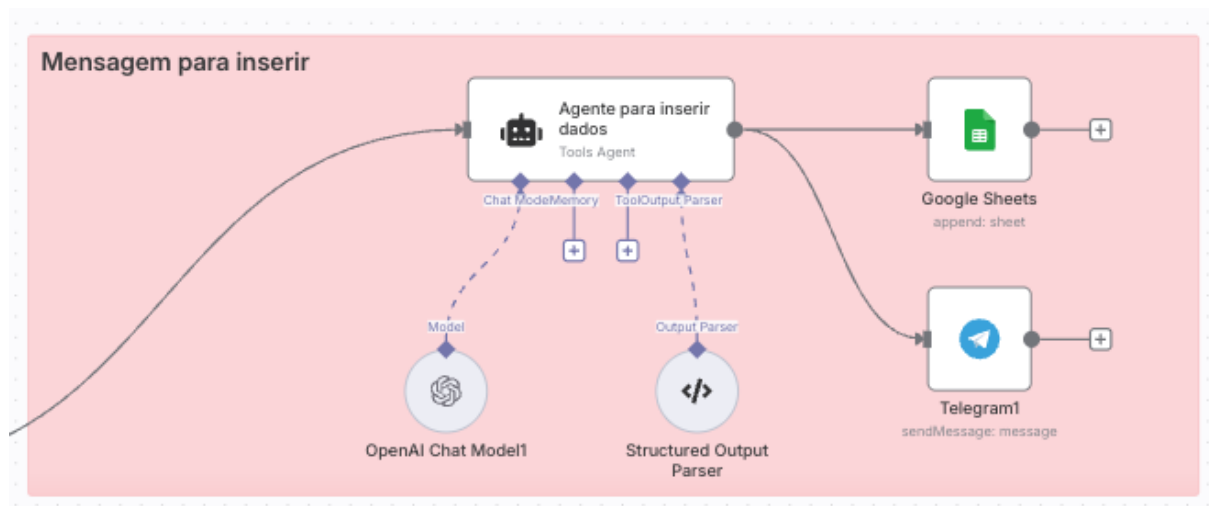 Mensagem para inserir
Agente para inserir
dados
Tools Agent
Chat Model
Memory
Tool
Output Parser
Google Sheets
append: sheet
Model
Output Parser
Telegram1
sendMessage: message
OpenAI Chat Model1
Structured Output
Parser